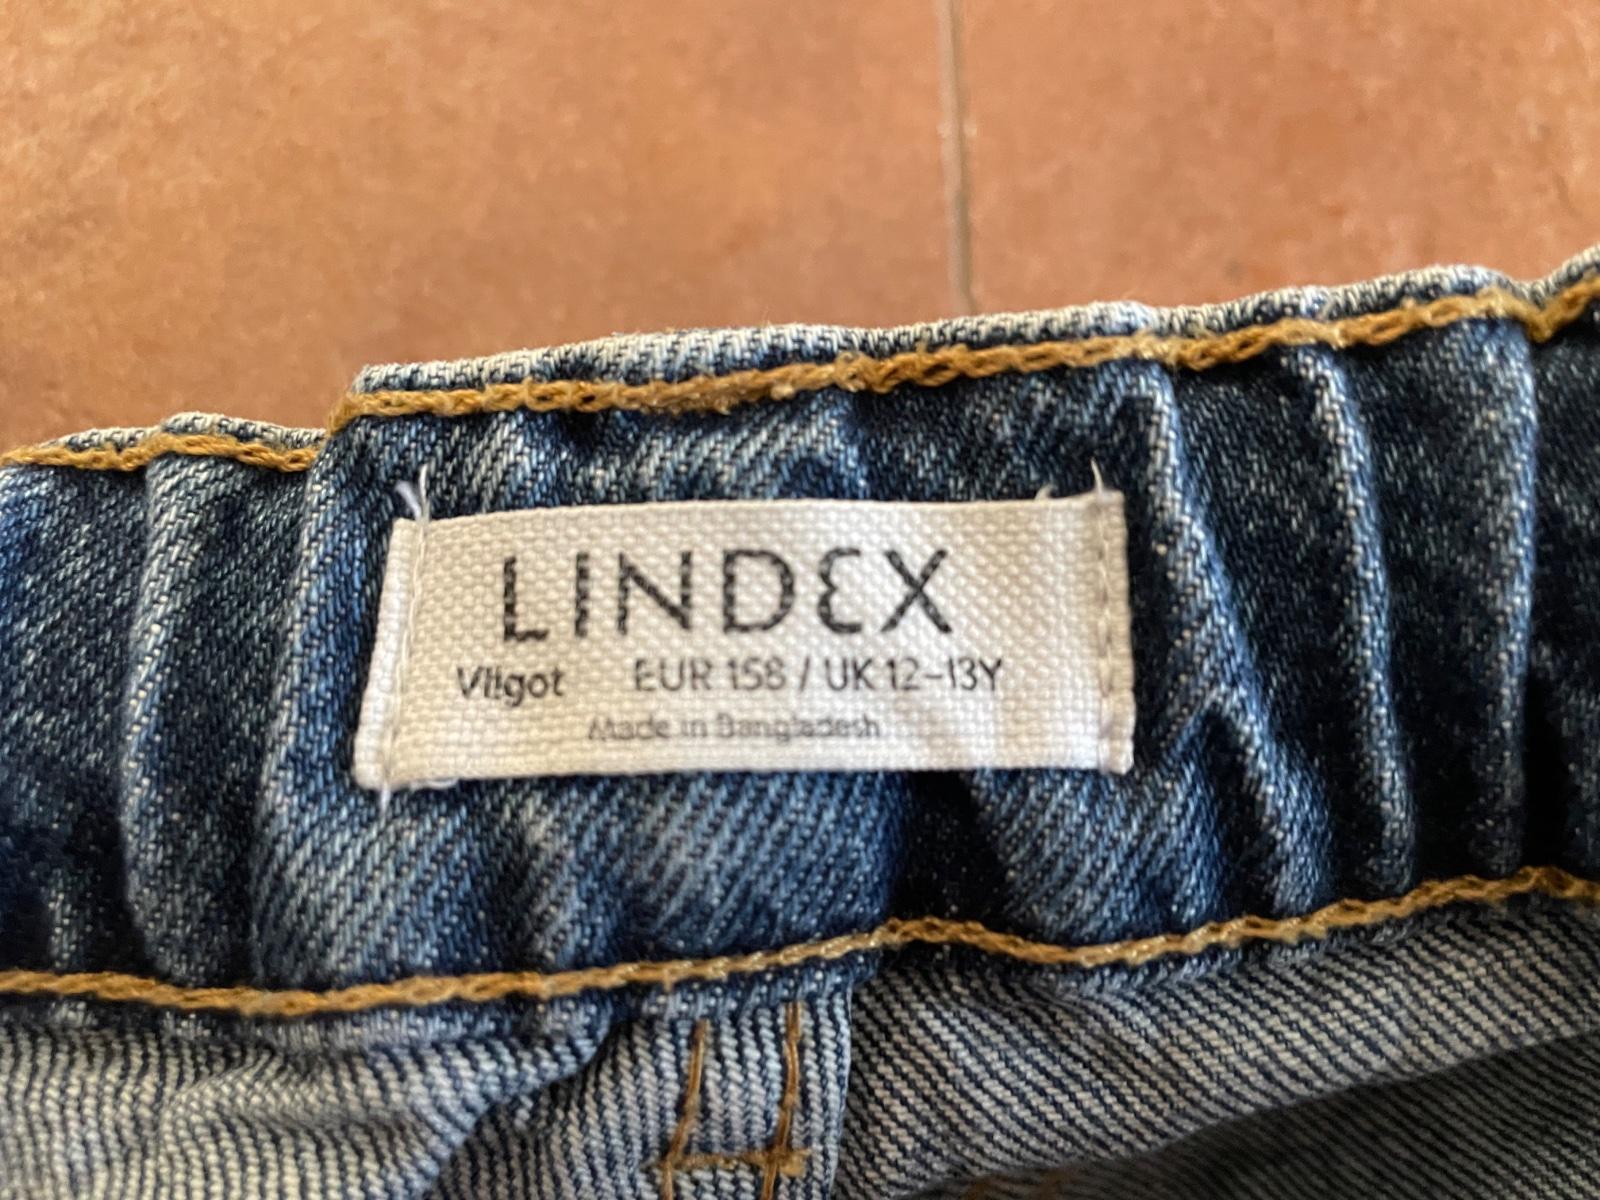 LINDEX
Vilgot EUR 158 / UK 12-13Y
Made in Bangladesh